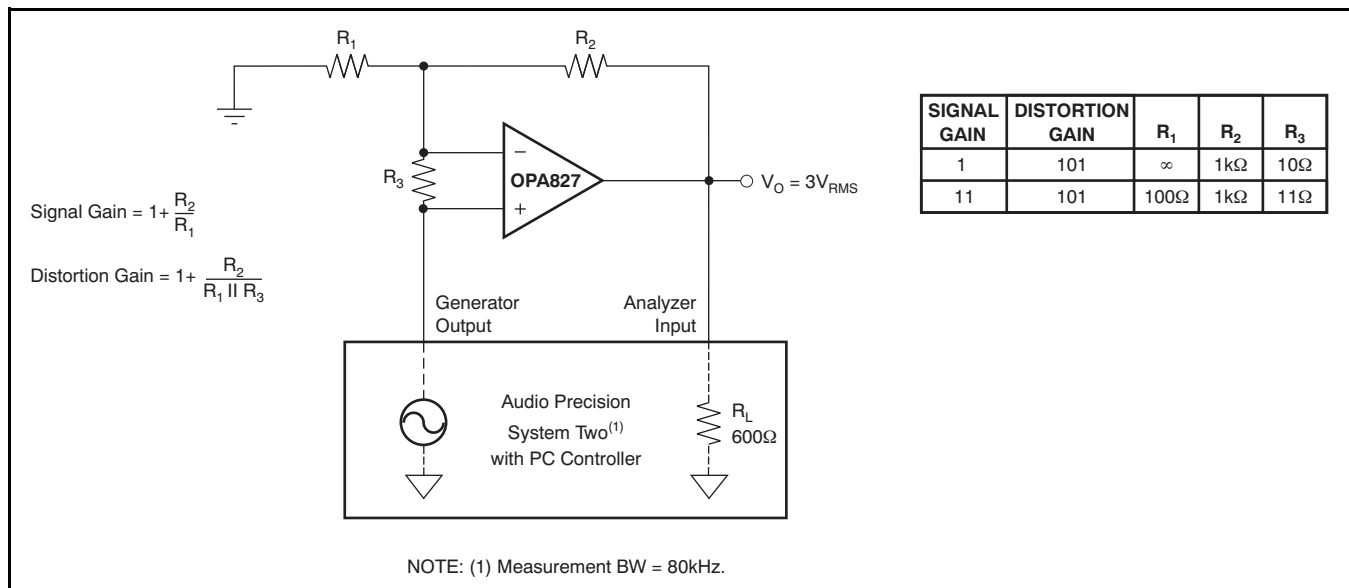 R1
R2
R3
−
+
OPA827
VO = 3VRMS
Signal Gain = 1+ R2
R1
Distortion Gain = 1+ R2
R1 II R3
Generator
Output
Analyzer
Input
Audio Precision
System Two(1)
with PC Controller
RL
600Ω
SIGNAL GAIN DISTORTION GAIN R1 R2 R3
1 101 ∞ 1kΩ 10Ω
11 101 100Ω 1kΩ 11Ω
NOTE: (1) Measurement BW = 80kHz.